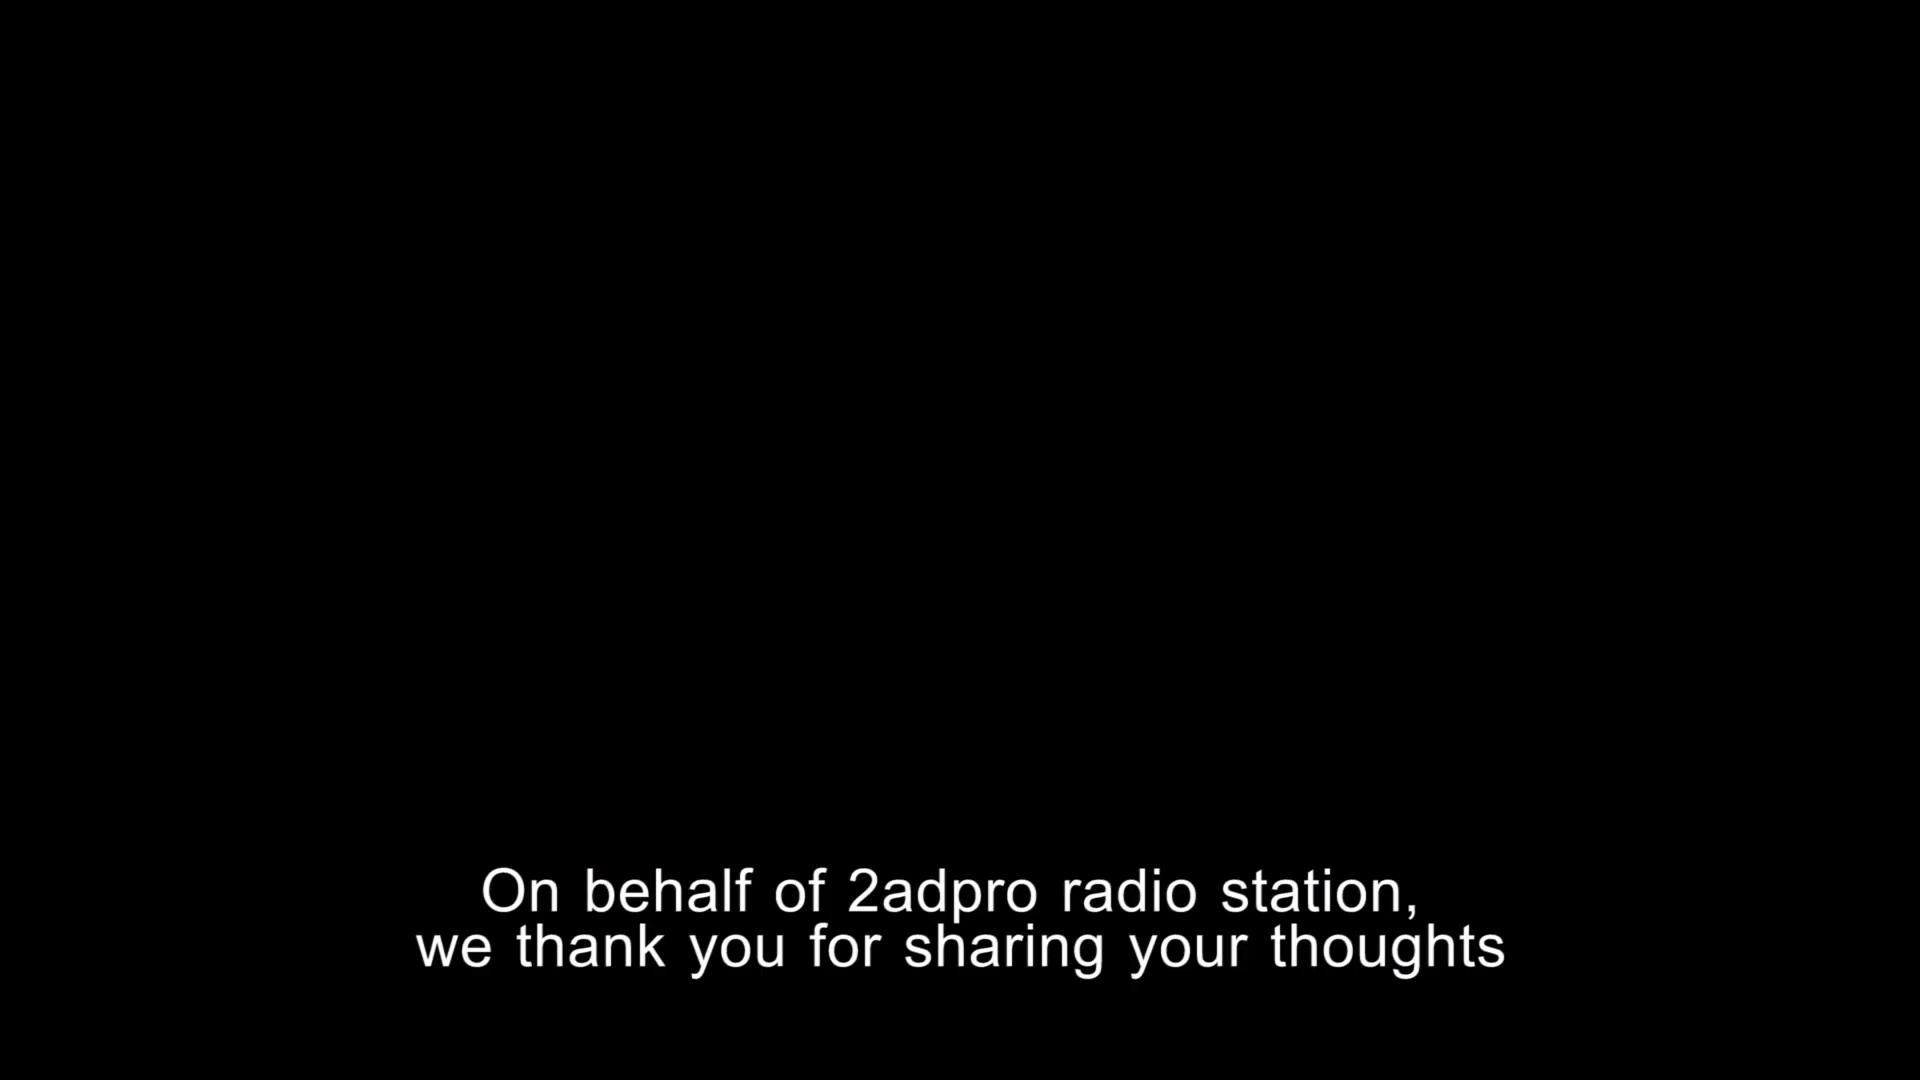 On behalf of 2adpro radio station,
we thank you for sharing your thoughts